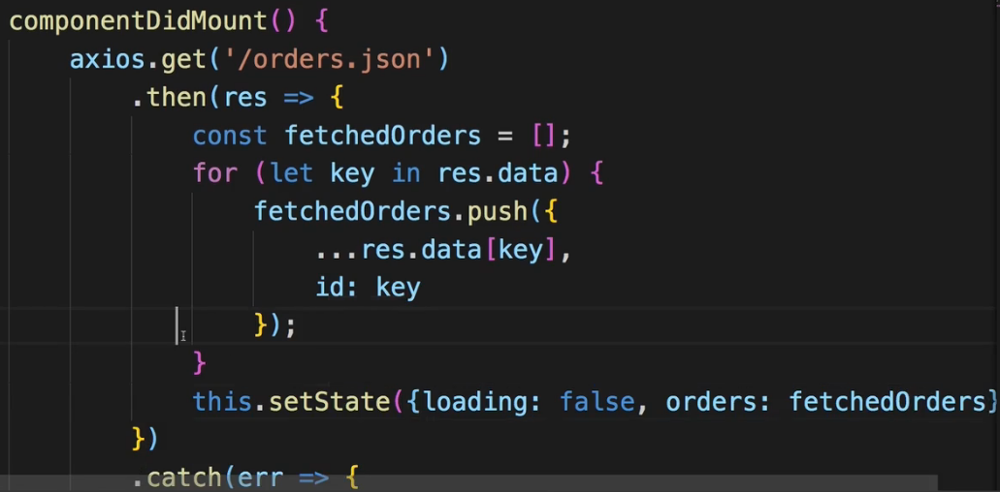 componentDidMount() {
axios.get('/orders.json')
.then(res => {
const fetchedOrders = [];
for (let key in res.data) {
fetchedOrders.push({
...res.data[key],
id: key
});
}
this.setState({loading: false, orders: fetchedOrders}
})
.catch(err => {